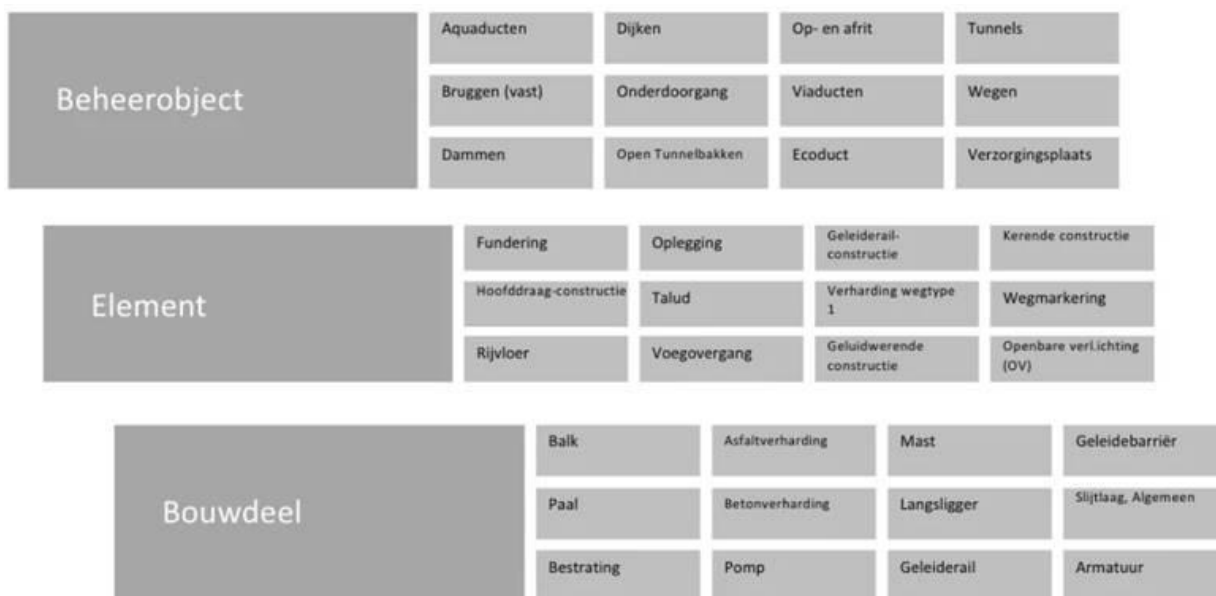 Beheerobject
Aquaducten
Dijken
Op- en afrit
Tunnels
Bruggen (vast)
Onderdoorgang
Viaducten
Wegen
Dammen
Open Tunnelbakken
Ecoduct
Verzorgingsplaats
Element
Fundering
Oplegging
Geleiderail-
constructie
Kerende constructie
Hoofddraag-constructie
Talud
Verharding wegtype
1
Wegmarkering
Rijvloer
Voegovergang
Geluidwerende
constructie
Openbare verl.ichting
(OV)
Bouwdeel
Balk
Asfaltverharding
Mast
Geleidebarriër
Paal
Betonverharding
Langsligger
Slijtlaag, Algemeen
Bestrating
Pomp
Geleiderail
Armatuur